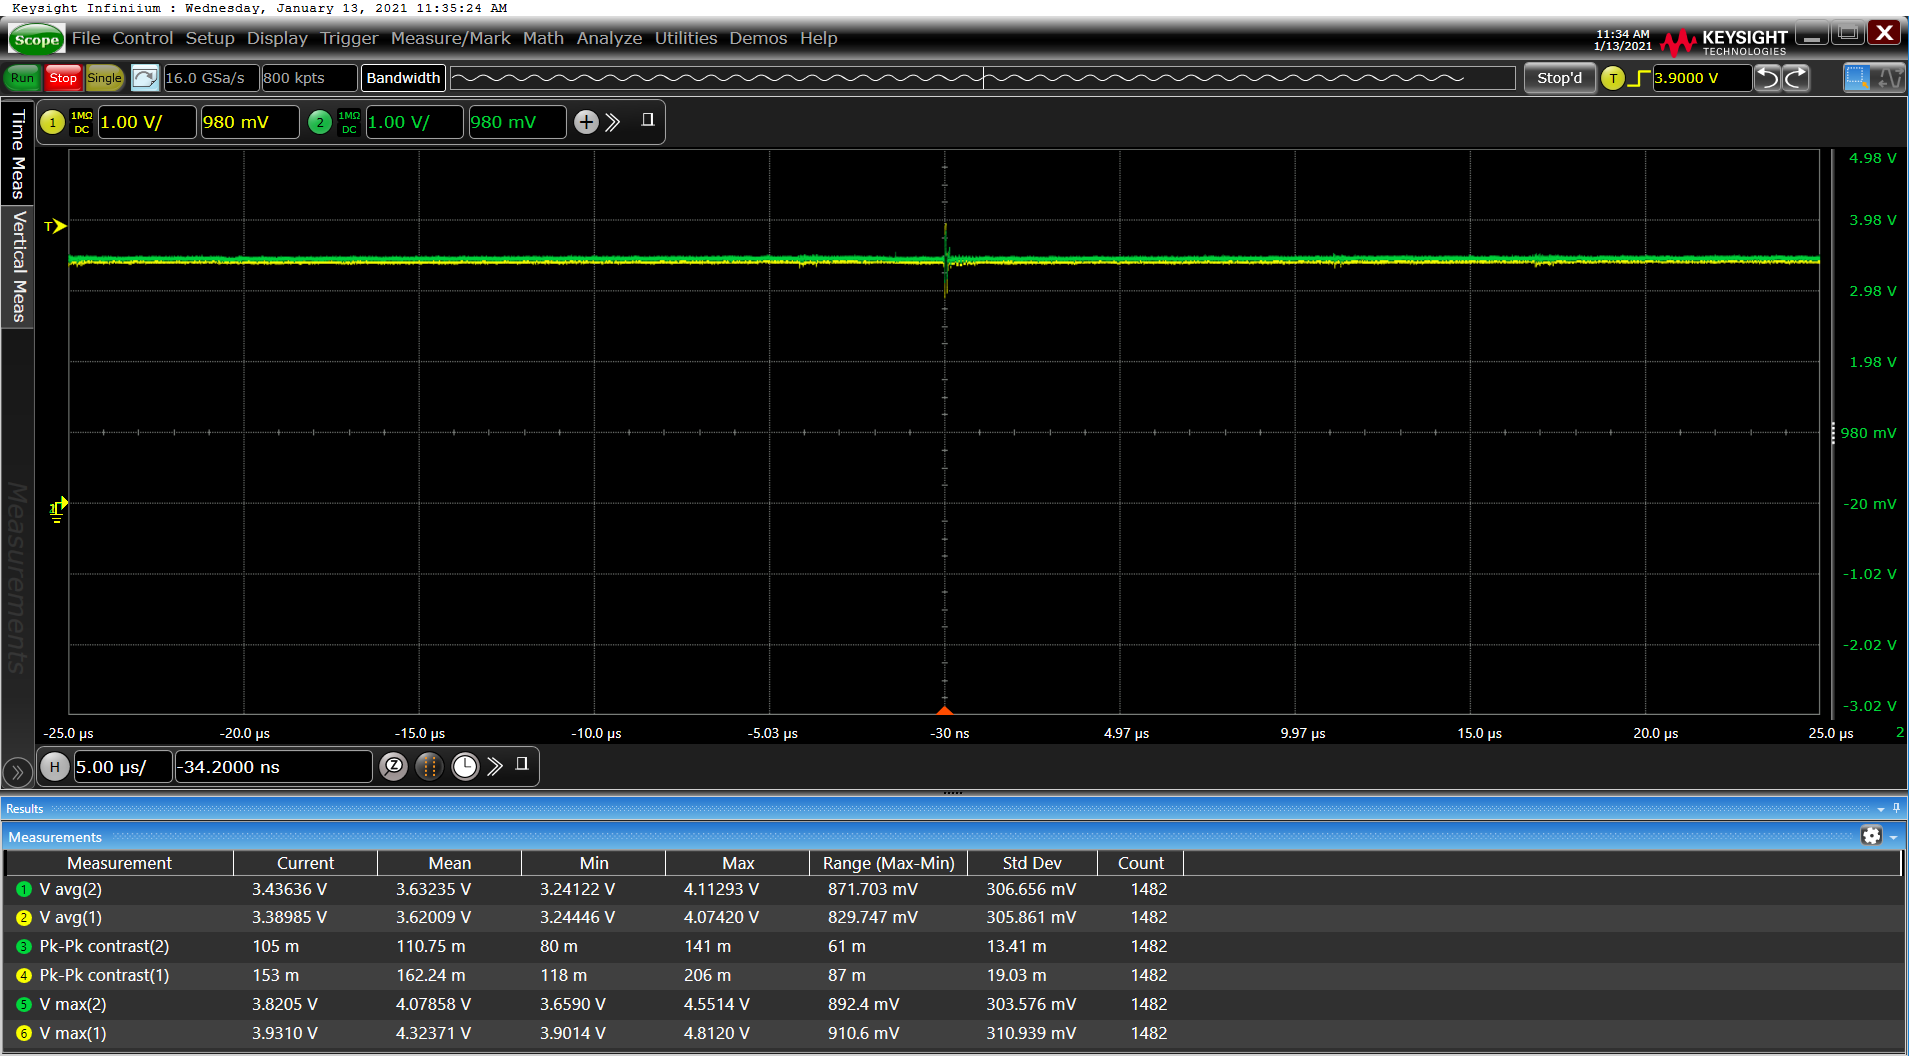 Keysight Infiniium : Wednesday, January 13, 2021 11:35:24 AM
Scope File Control Setup Display Trigger Measure/Mark Math Analyze Utilities Demos Help
11:34 AM
1/13/2021
KEYSIGHT
TECHNOLOGIES
Run Stop Single 16.0 GSa/s 800 kpts Bandwidth Stop'd T 3.9000 V
1 1MΩ DC 1.00 V/ 980 mV 2 1MΩ DC 1.00 V/ 980 mV
Time Meas
Vertical Meas
Measurements
T
4.98 V
3.98 V
2.98 V
1.98 V
980 mV
-20 mV
-1.02 V
-2.02 V
-3.02 V
-25.0 µs -20.0 µs -15.0 µs -10.0 µs -5.03 µs -30 ns 4.97 µs 9.97 µs 15.0 µs 20.0 µs 25.0 µs 2
H 5.00 µs/ -34.2000 ns Z
Results
Measurements
Measurement Current Mean Min Max Range (Max-Min) Std Dev Count
1 V avg(2) 3.43636 V 3.63235 V 3.24122 V 4.11293 V 871.703 mV 306.656 mV 1482
2 V avg(1) 3.38985 V 3.62009 V 3.24446 V 4.07420 V 829.747 mV 305.861 mV 1482
3 Pk-Pk contrast(2) 105 m 110.75 m 80 m 141 m 61 m 13.41 m 1482
4 Pk-Pk contrast(1) 153 m 162.24 m 118 m 206 m 87 m 19.03 m 1482
5 V max(2) 3.8205 V 4.07858 V 3.6590 V 4.5514 V 892.4 mV 303.576 mV 1482
6 V max(1) 3.9310 V 4.32371 V 3.9014 V 4.8120 V 910.6 mV 310.939 mV 1482